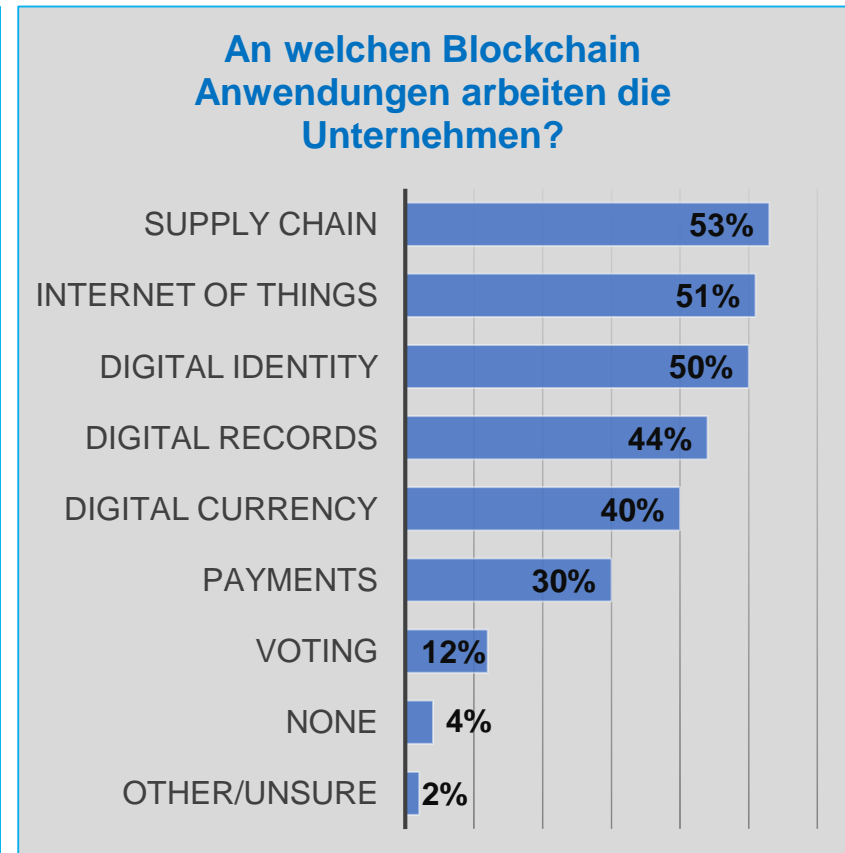 An welchen Blockchain
Anwendungen arbeiten die
Unternehmen?
SUPPLY CHAIN 53%
INTERNET OF THINGS 51%
DIGITAL IDENTITY 50%
DIGITAL RECORDS 44%
DIGITAL CURRENCY 40%
PAYMENTS 30%
VOTING 12%
NONE 4%
OTHER/UNSURE 2%